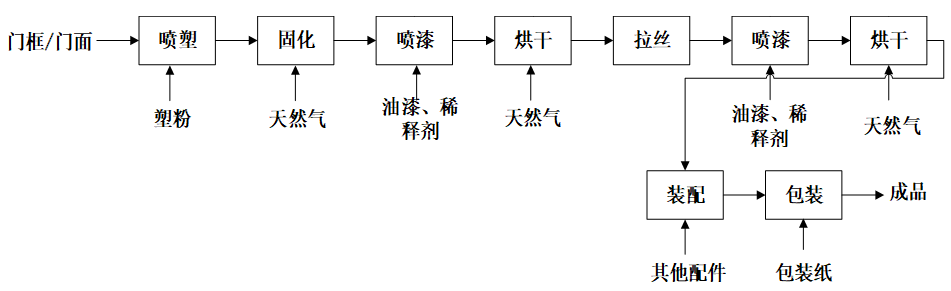 门框/门面
喷塑
固化
喷漆
烘干
拉丝
喷漆
烘干
塑粉
天然气
油漆、稀
释剂
天然气
油漆、稀
释剂
天然气
装配
包装
成品
其他配件
包装纸